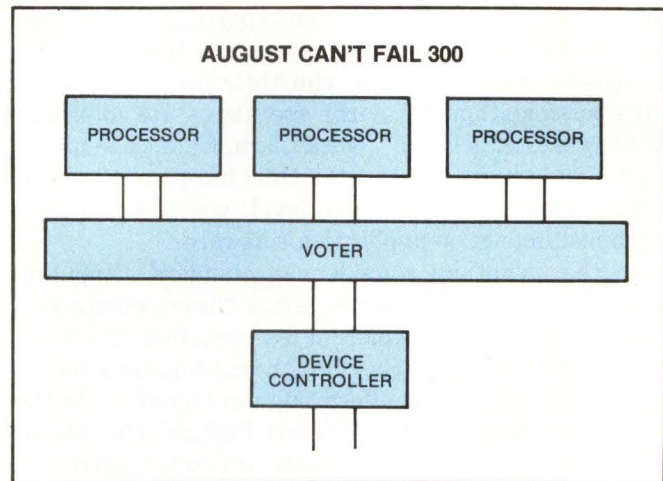 AUGUST CAN'T FAIL 300
PROCESSOR
PROCESSOR
PROCESSOR
VOTER
DEVICE
CONTROLLER